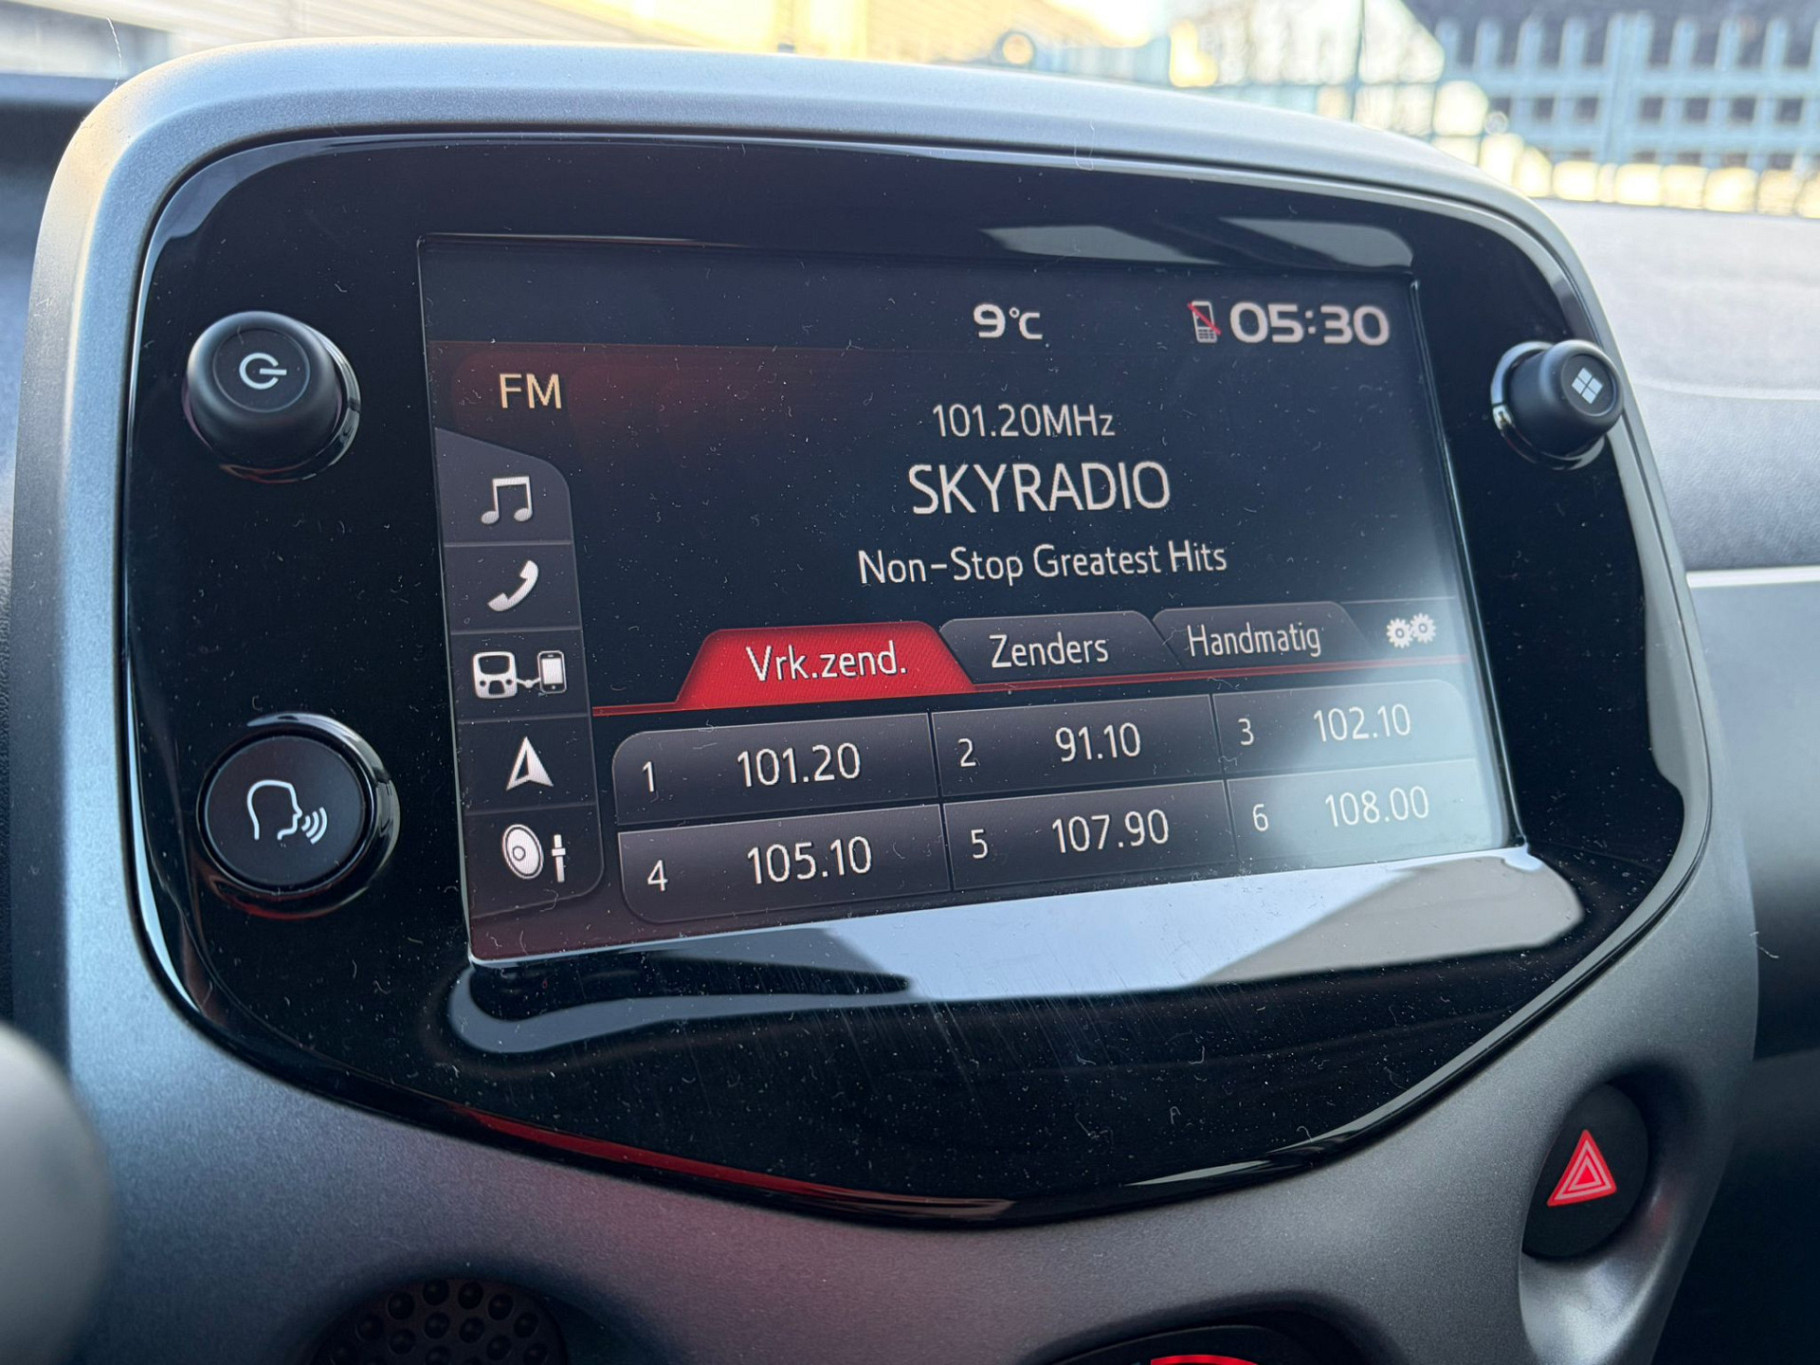 9°C 05:30
FM
101.20MHz
SKYRADIO
Non-Stop Greatest Hits
Vrk.zend. Zenders Handmatig
1 101.20 2 91.10 3 102.10
4 105.10 5 107.90 6 108.00